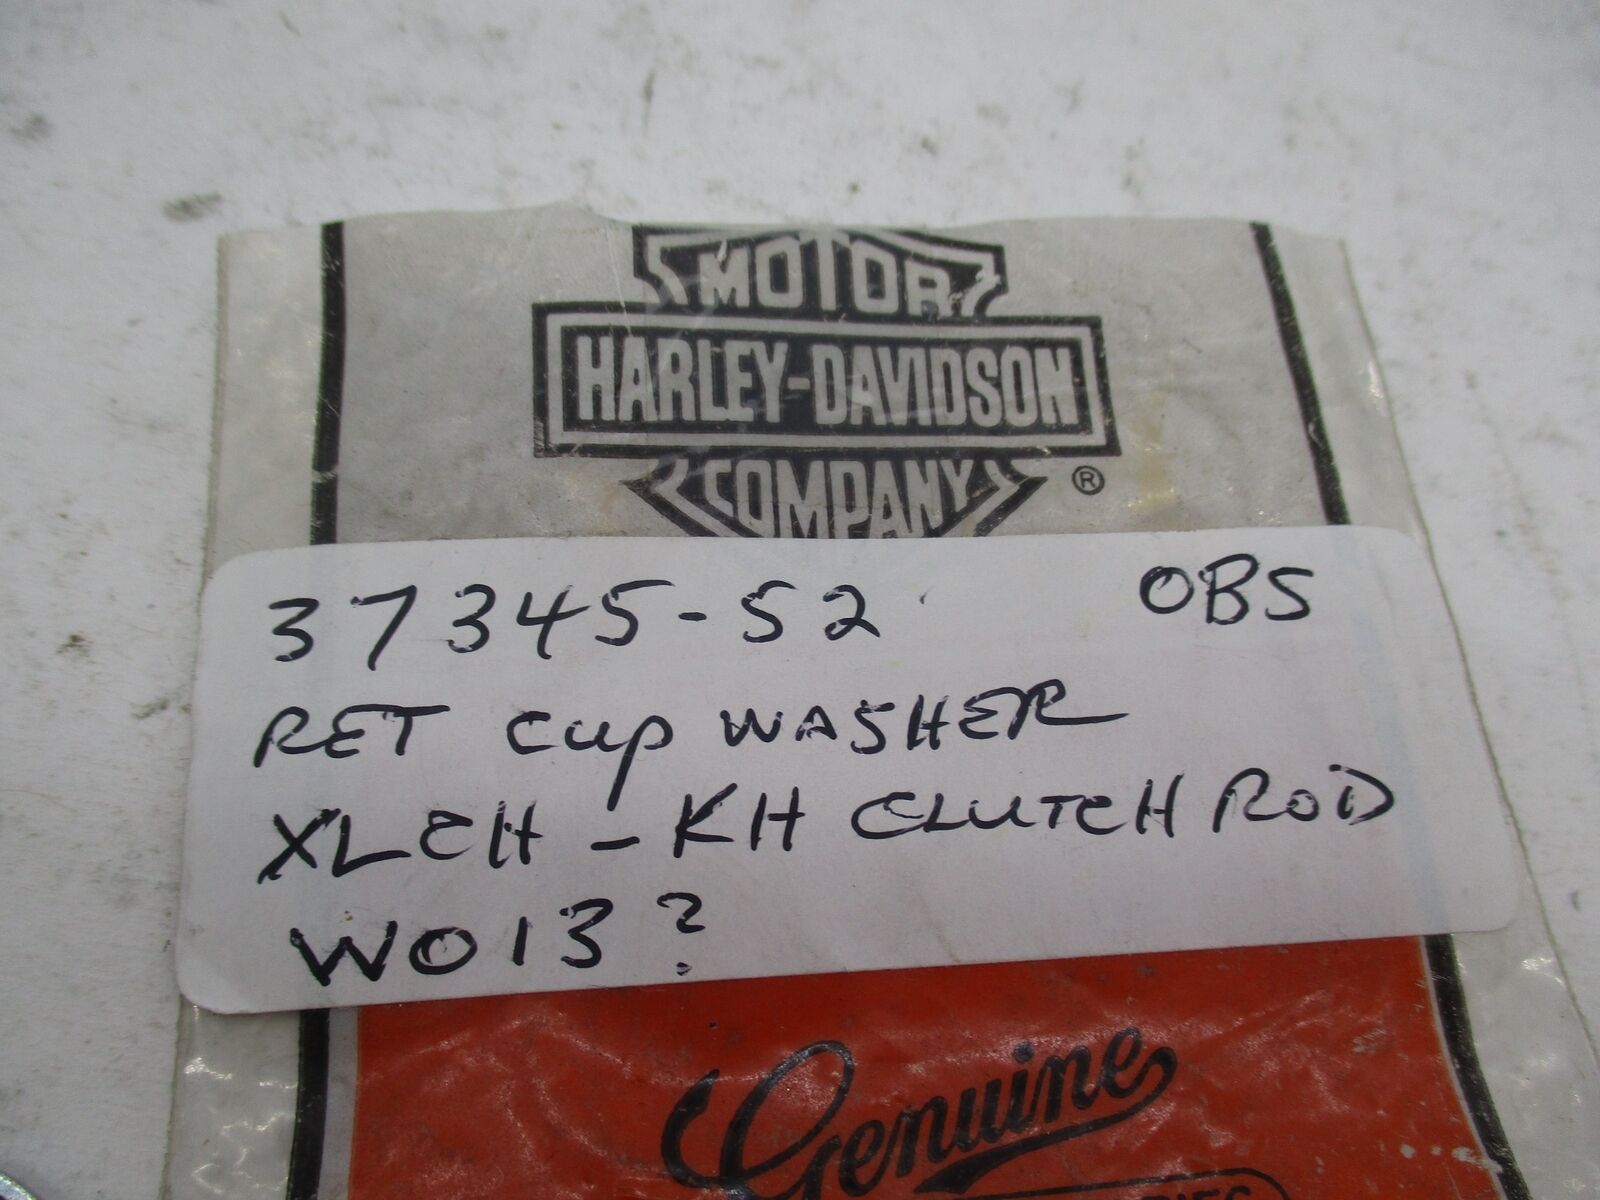 MOTOR
HARLEY-DAVIDSON
COMPANY ®
37345-52 OBS
RET CUP WASHER
XLCH - KH CLUTCH ROD
W013?
Genuine